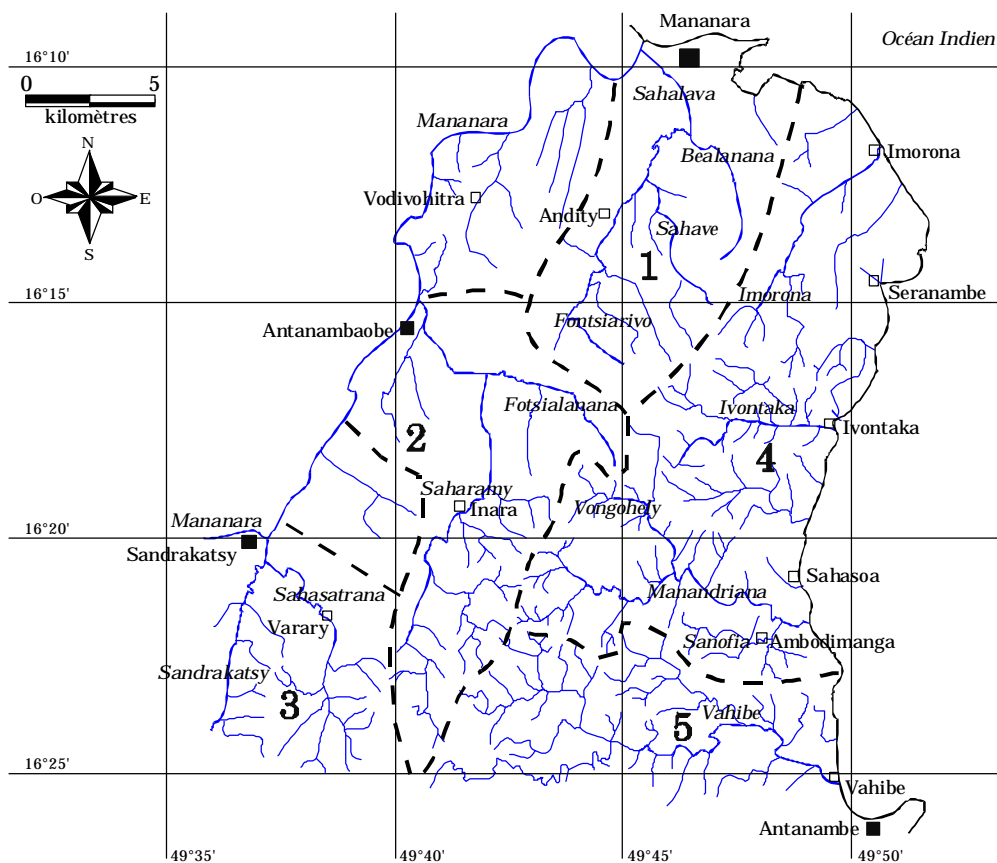 Mananara
Océan Indien
16°10'
0 5
kilomètres
Sahalava
Mananara
N
O E
S
Bealanana
Imorona
Vodivohitra
Andity
Sahave
1
Imorona
Seranambe
16°15'
Antanambaobe
Fontsiarivo
Fotsialanana
Ivontaka
Ivontaka
2
4
Saharamy
Inara
Vongohely
Mananara
16°20'
Sandrakatsy
Sahasoa
Sahasatrana
Manandriana
Varary
Sanofia
Ambodimanga
Sandrakatsy
3
Vahibe
5
16°25'
Vahibe
Antanambe
49°35' 49°40' 49°45' 49°50'